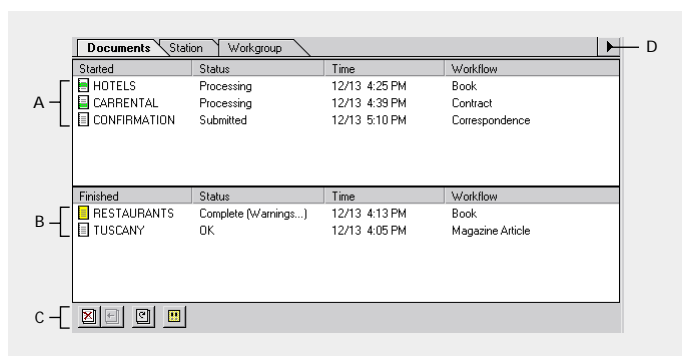 Documents Station Workgroup D
Started Status Time Workflow
A
HOTELS Processing 12/13 4:25 PM Book
CARRENTAL Processing 12/13 4:39 PM Contract
CONFIRMATION Submitted 12/13 5:10 PM Correspondence
Finished Status Time Workflow
B
RESTAURANTS Complete (Warnings...) 12/13 4:13 PM Book
TUSCANY OK 12/13 4:05 PM Magazine Article
C